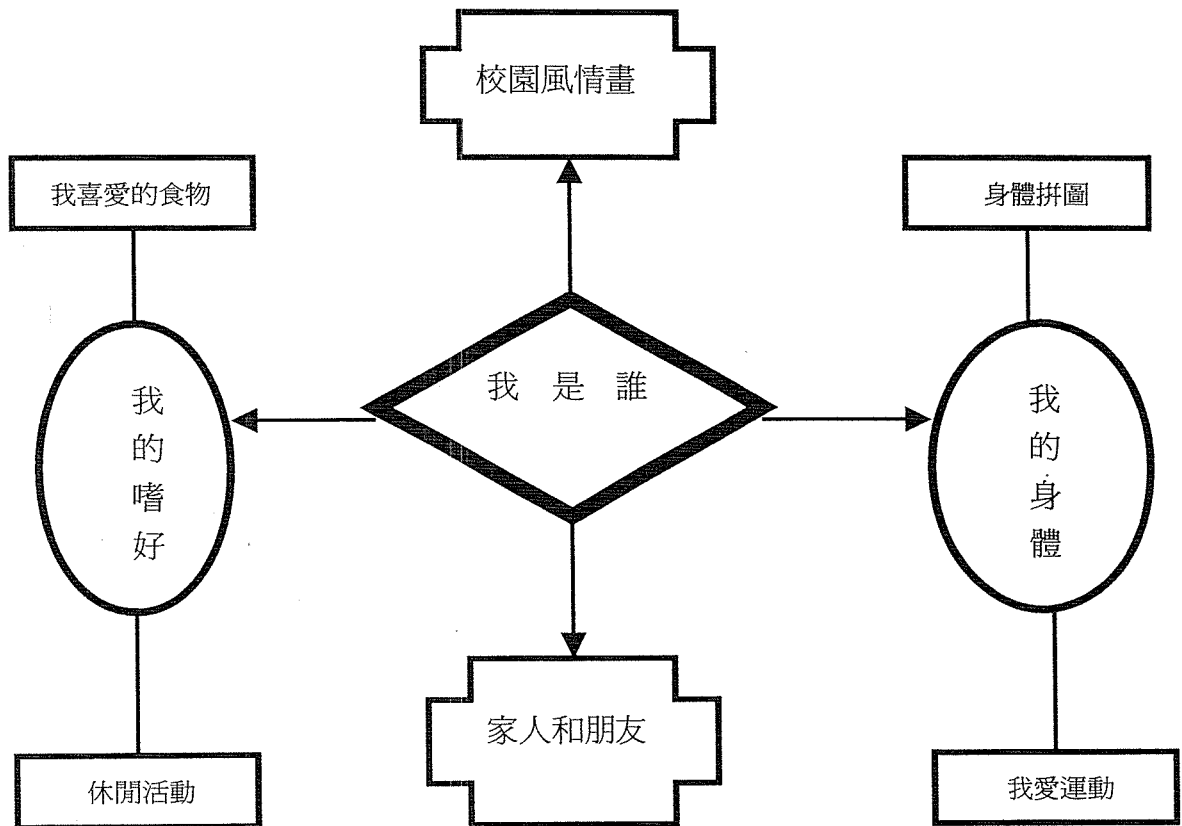 校園風情畫
我喜愛的食物
身體拼圖
我是誰
我的嗜好
我的身體
家人和朋友
休閒活動
我愛運動